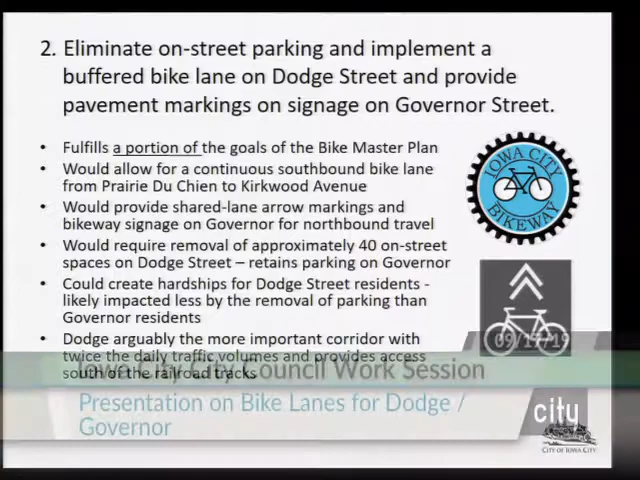 2. Eliminate on-street parking and implement a
buffered bike lane on Dodge Street and provide
pavement markings on signage on Governor Street.
• Fulfills a portion of the goals of the Bike Master Plan
• Would allow for a continuous southbound bike lane
from Prairie Du Chien to Kirkwood Avenue
• Would provide shared-lane arrow markings and
bikeway signage on Governor for northbound travel
• Would require removal of approximately 40 on-street
spaces on Dodge Street – retains parking on Governor
• Could create hardships for Dodge Street residents -
likely impacted less by the removal of parking than
Governor residents
• Dodge arguably the more important corridor with
twice the daily traffic volumes and provides access
south of the railroad tracks
IOWA CITY
BIKEWAY
09/17/19
Iowa City City Council Work Session
Presentation on Bike Lanes for Dodge /
Governor
city
CITY OF IOWA CITY